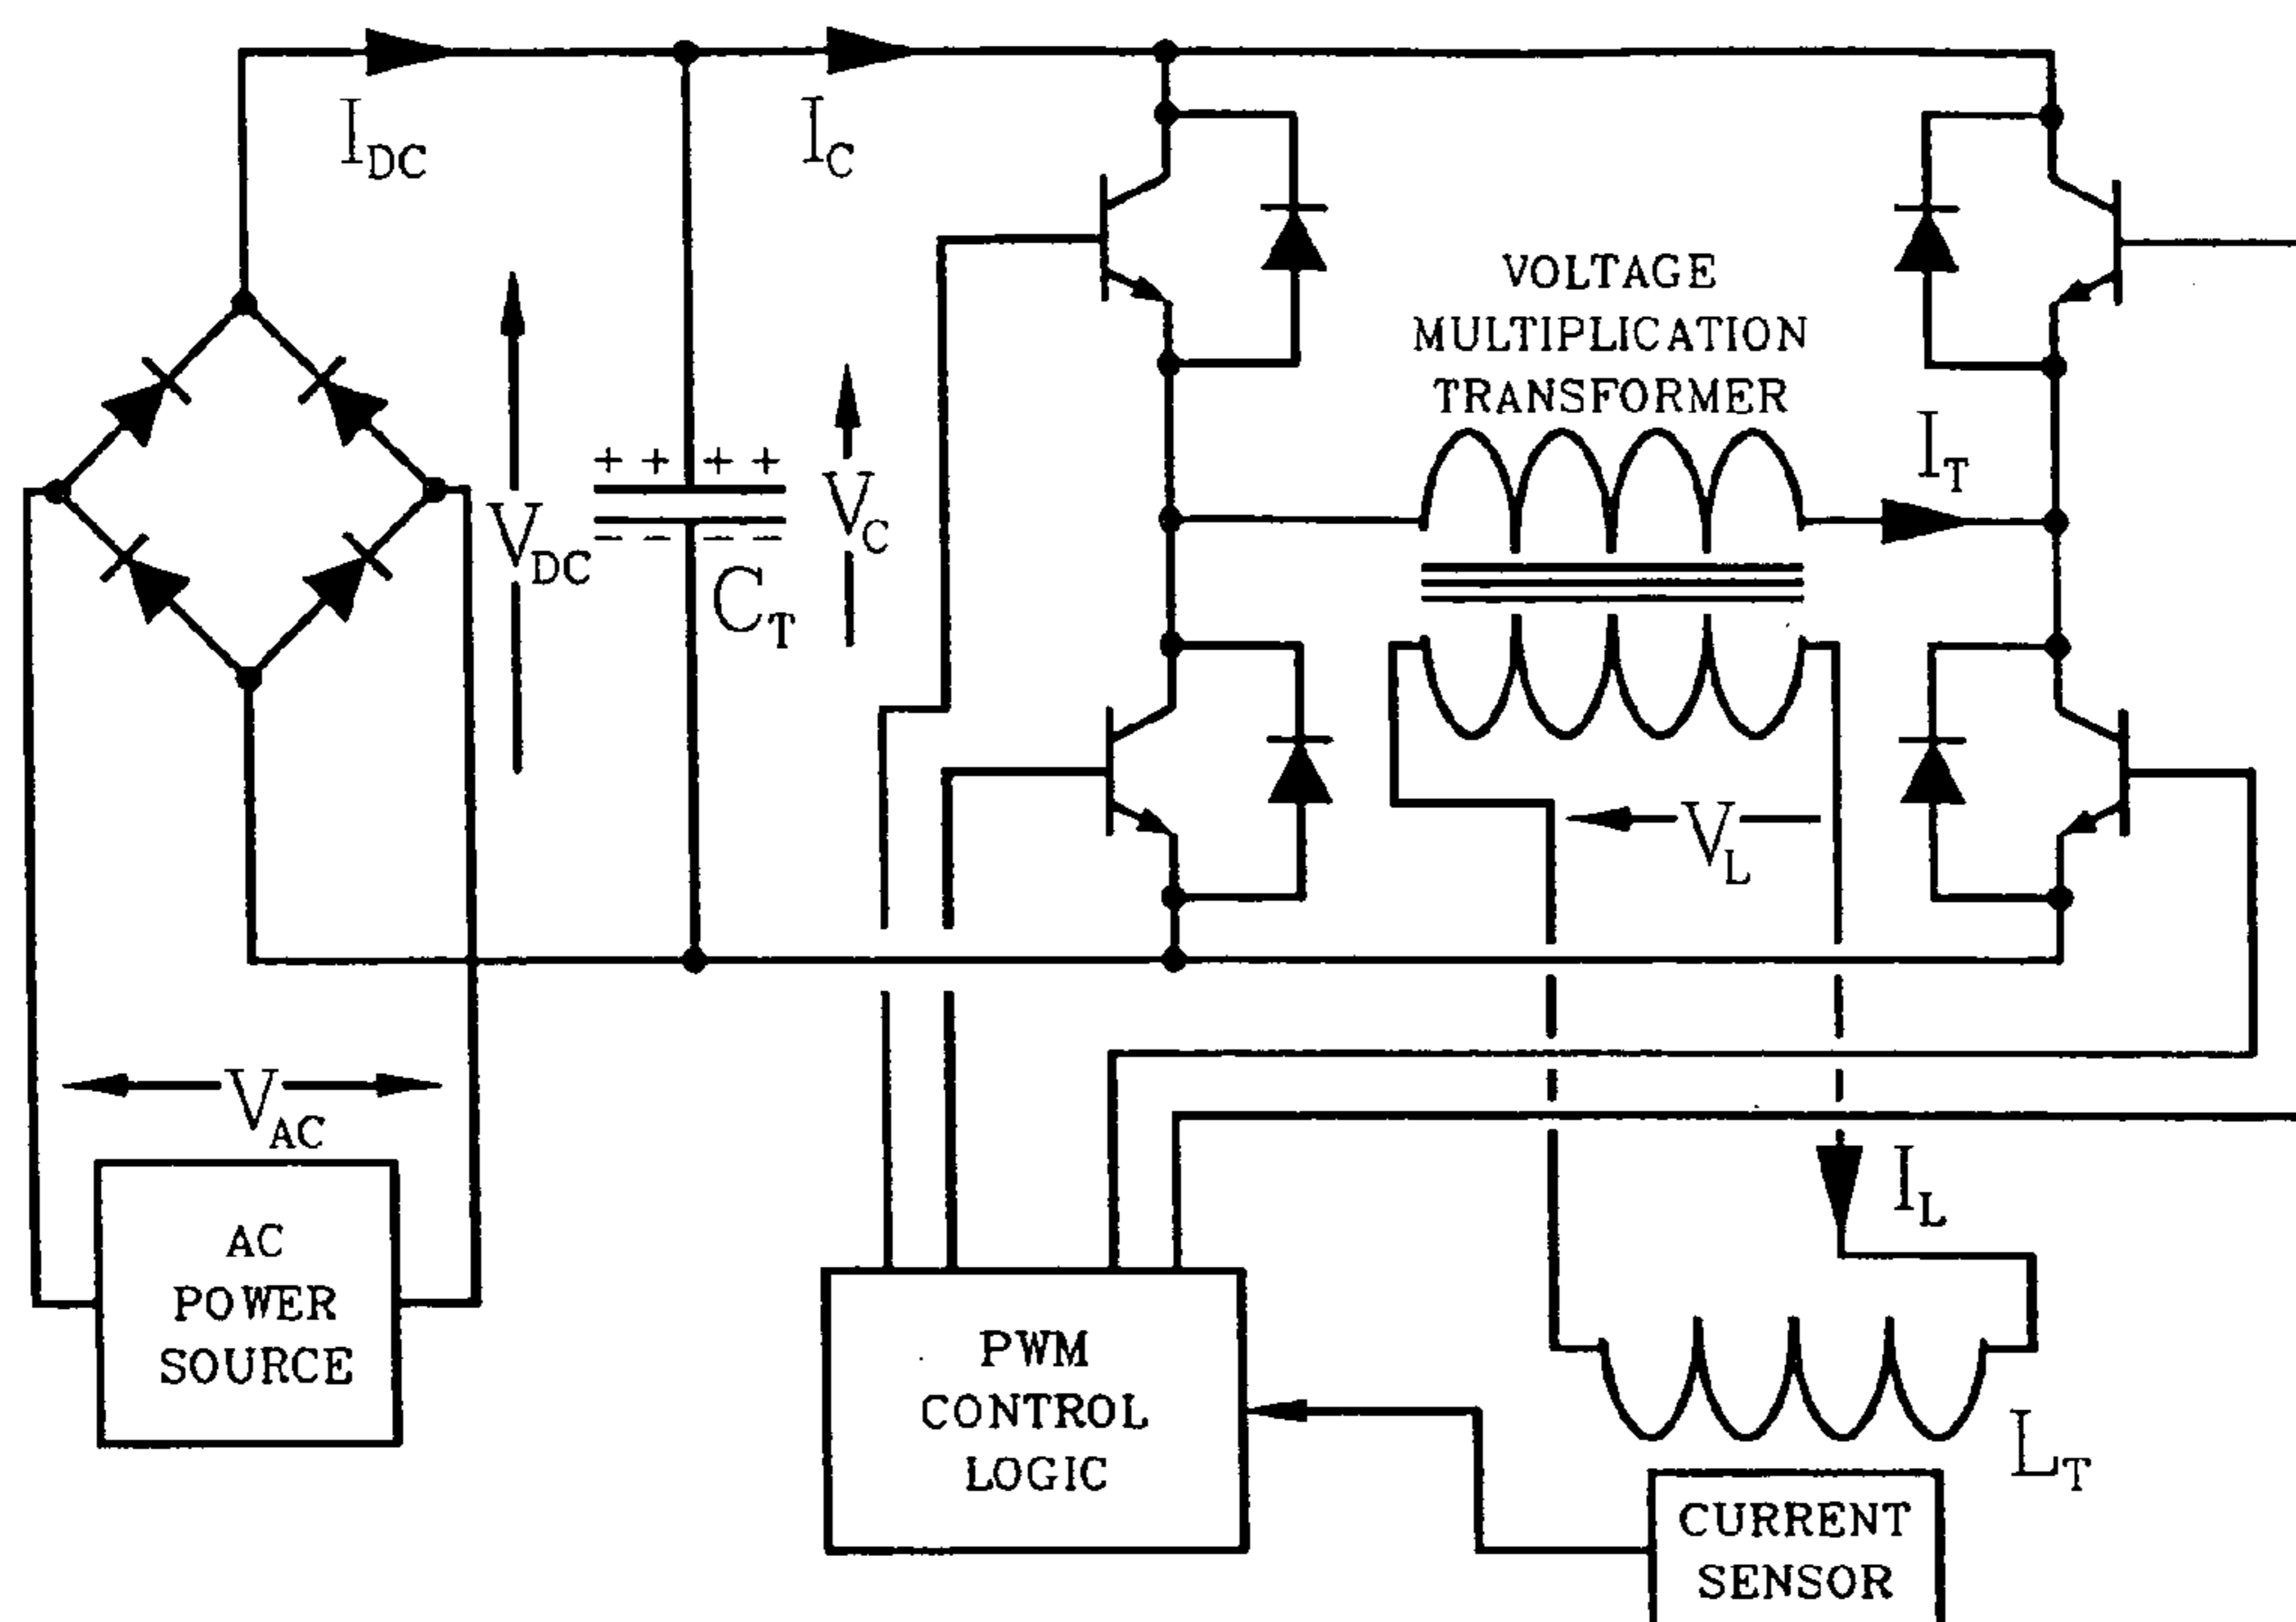 I_DC
I_C
VOLTAGE
MULTIPLICATION
TRANSFORMER
I_T
+ + + +
V_DC
V_C
- - - -
C_T
V_L
V_AC
I_L
AC
POWER
SOURCE
PWM
CONTROL
LOGIC
L_T
CURRENT
SENSOR